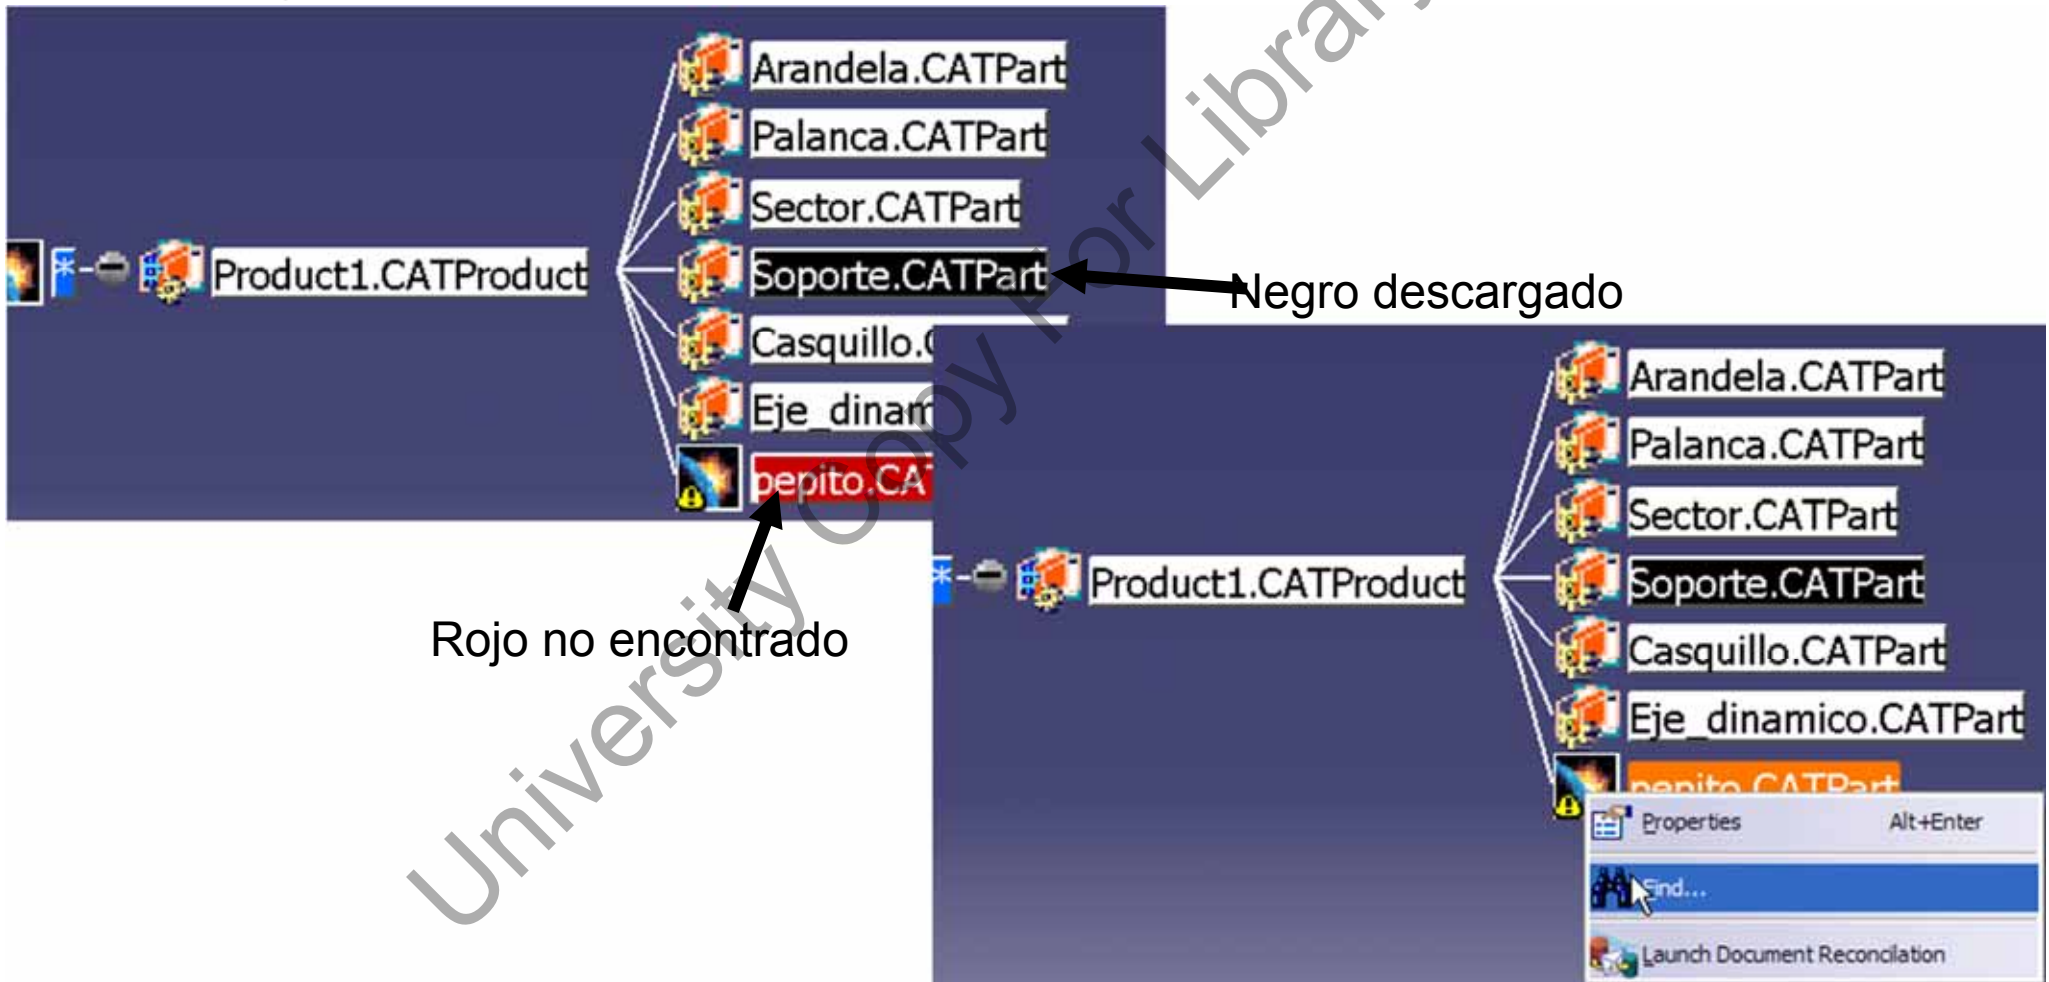 Arandela.CATPart
Palanca.CATPart
Sector.CATPart
*
Product1.CATProduct
Soporte.CATPart
Negro descargado
Casquillo.C
Eje_dinam
pepito.CAT
Rojo no encontrado
Arandela.CATPart
Palanca.CATPart
Sector.CATPart
*
Product1.CATProduct
Soporte.CATPart
Casquillo.CATPart
Eje_dinamico.CATPart
pepito.CATPart
Properties Alt+Enter
Find...
Launch Document Reconcilation
University Copy For Library